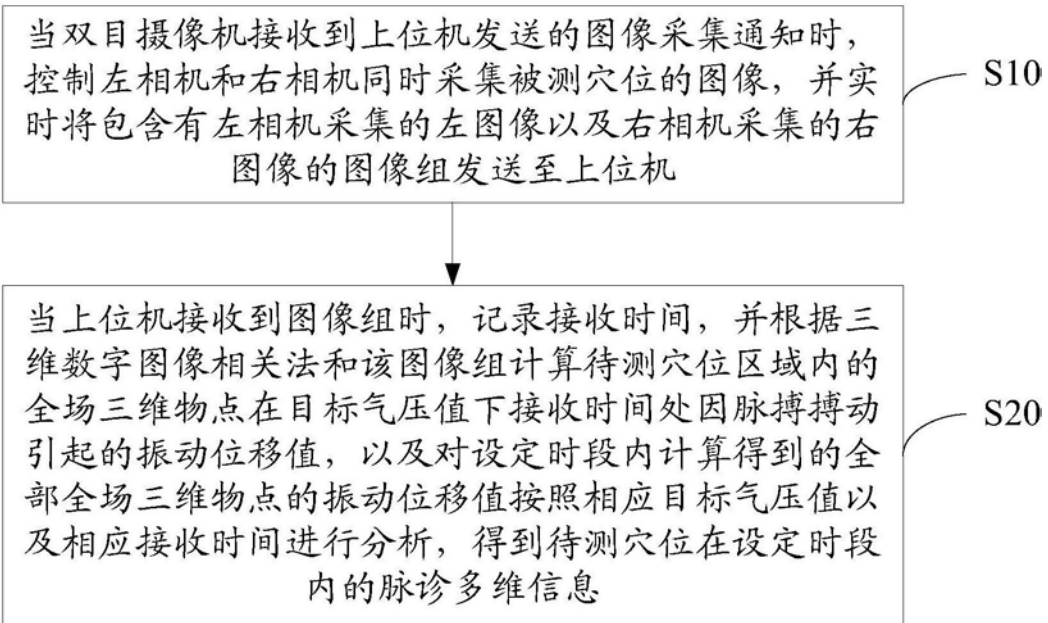 当双目摄像机接收到上位机发送的图像采集通知时，
控制左相机和右相机同时采集被测穴位的图像，并实
时将包含有左相机采集的左图像以及右相机采集的右
图像的图像组发送至上位机
S10
当上位机接收到图像组时，记录接收时间，并根据三
维数字图像相关法和该图像组计算待测穴位区域内的
全场三维物点在目标气压值下接收时间处因脉搏搏动
引起的振动位移值，以及对设定时段内计算得到的全
部全场三维物点的振动位移值按照相应目标气压值以
及相应接收时间进行分析，得到待测穴位在设定时段
内的脉诊多维信息
S20